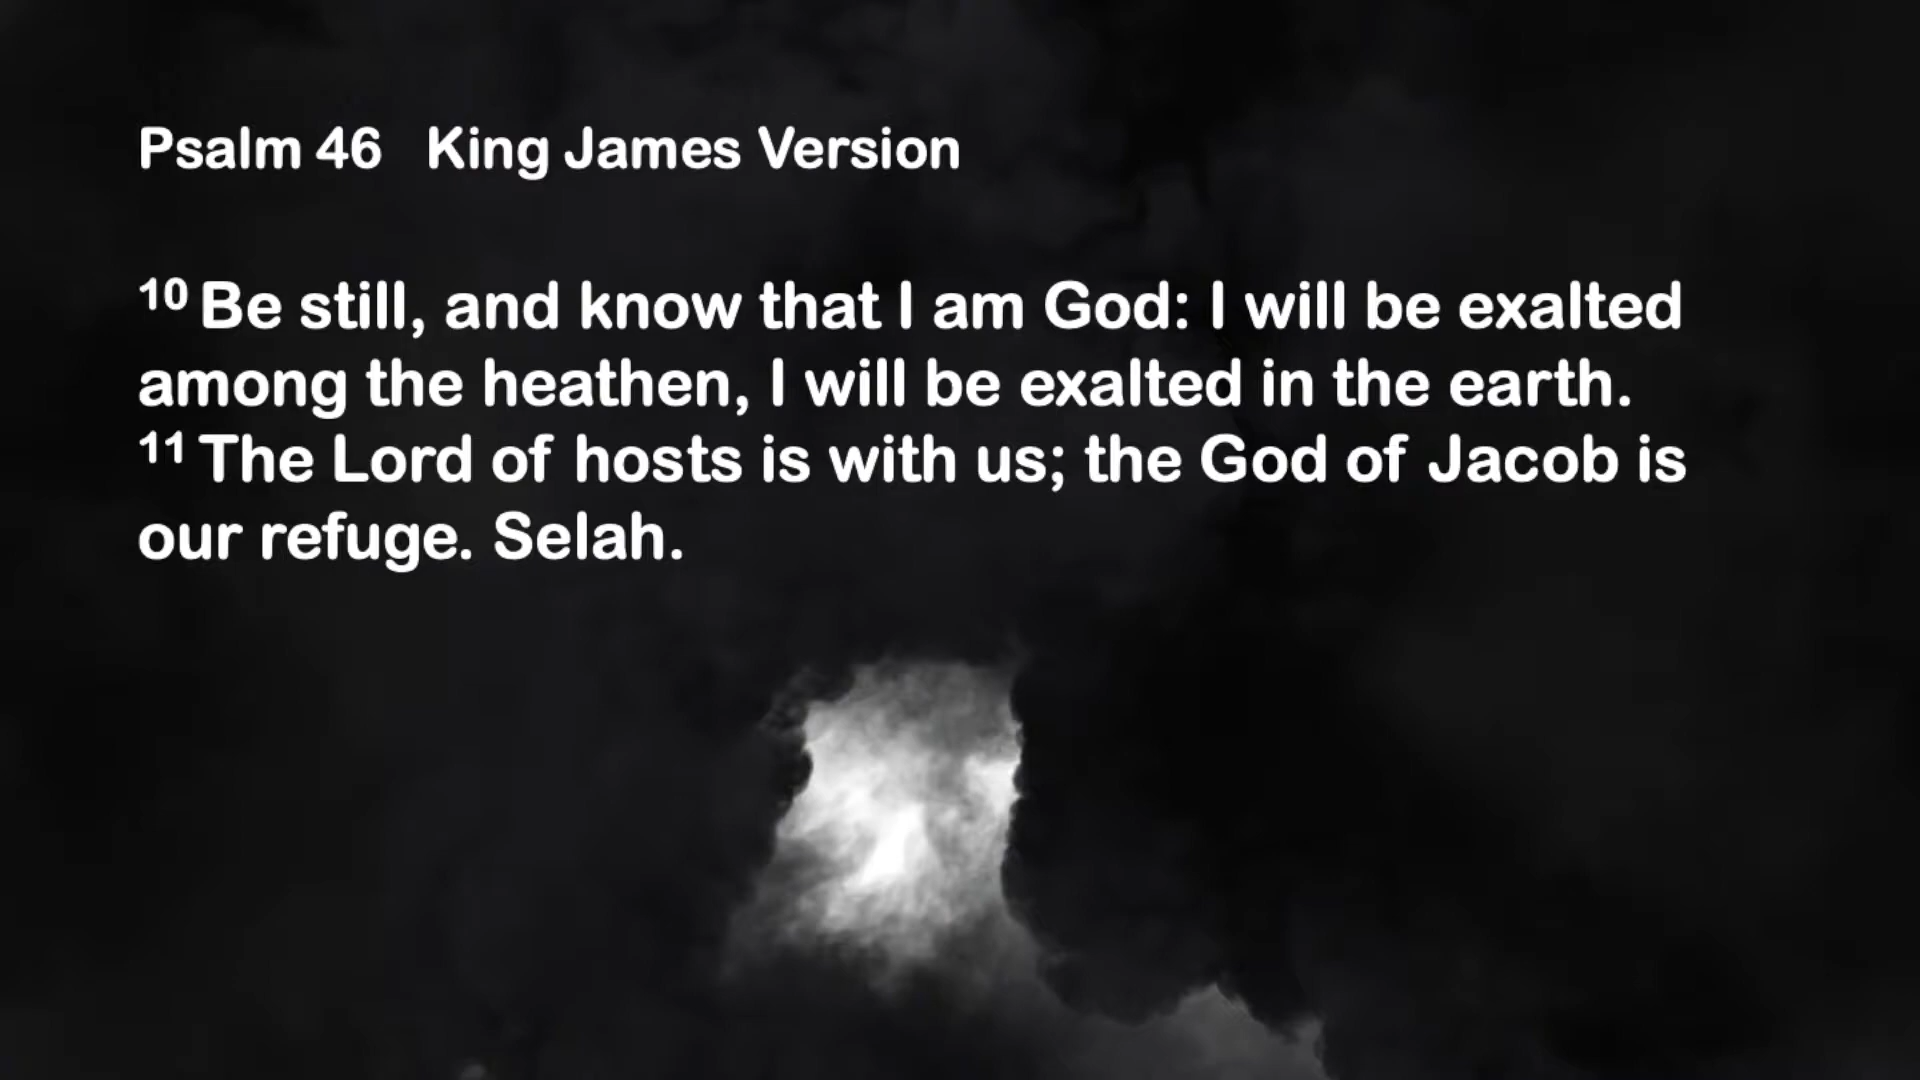 Psalm 46 King James Version
10 Be still, and know that I am God: I will be exalted
among the heathen, I will be exalted in the earth.
11 The Lord of hosts is with us; the God of Jacob is
our refuge. Selah.